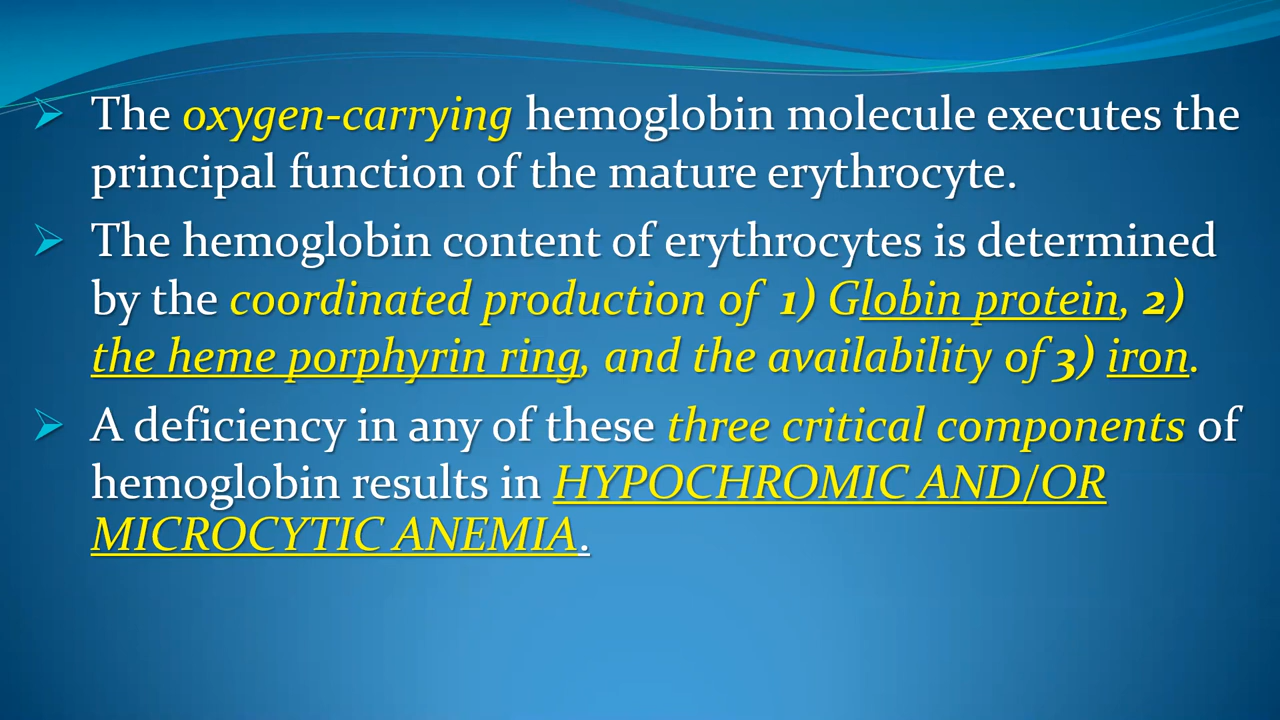 The oxygen-carrying hemoglobin molecule executes the
principal function of the mature erythrocyte.
The hemoglobin content of erythrocytes is determined
by the coordinated production of 1) Globin protein, 2)
the heme porphyrin ring, and the availability of 3) iron.
A deficiency in any of these three critical components of
hemoglobin results in HYPOCHROMIC AND/OR
MICROCYTIC ANEMIA.